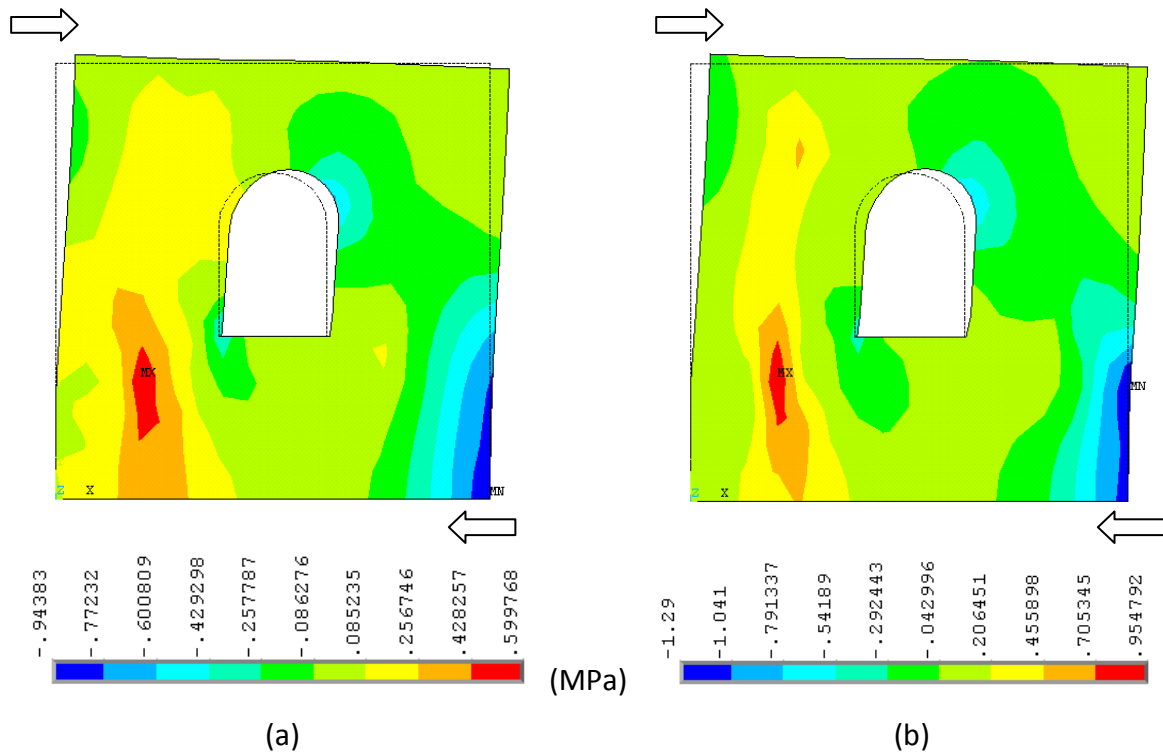 MX
MX
MN
Z X
MN
Z X
-.94383
-.77232
-.600809
-.429298
-.257787
-.086276
.085235
.256746
.428257
.599768
-1.29
-1.041
-.791337
-.54189
-.292443
-.042996
.206451
.455898
.705345
.954792
(MPa)
(a)
(b)